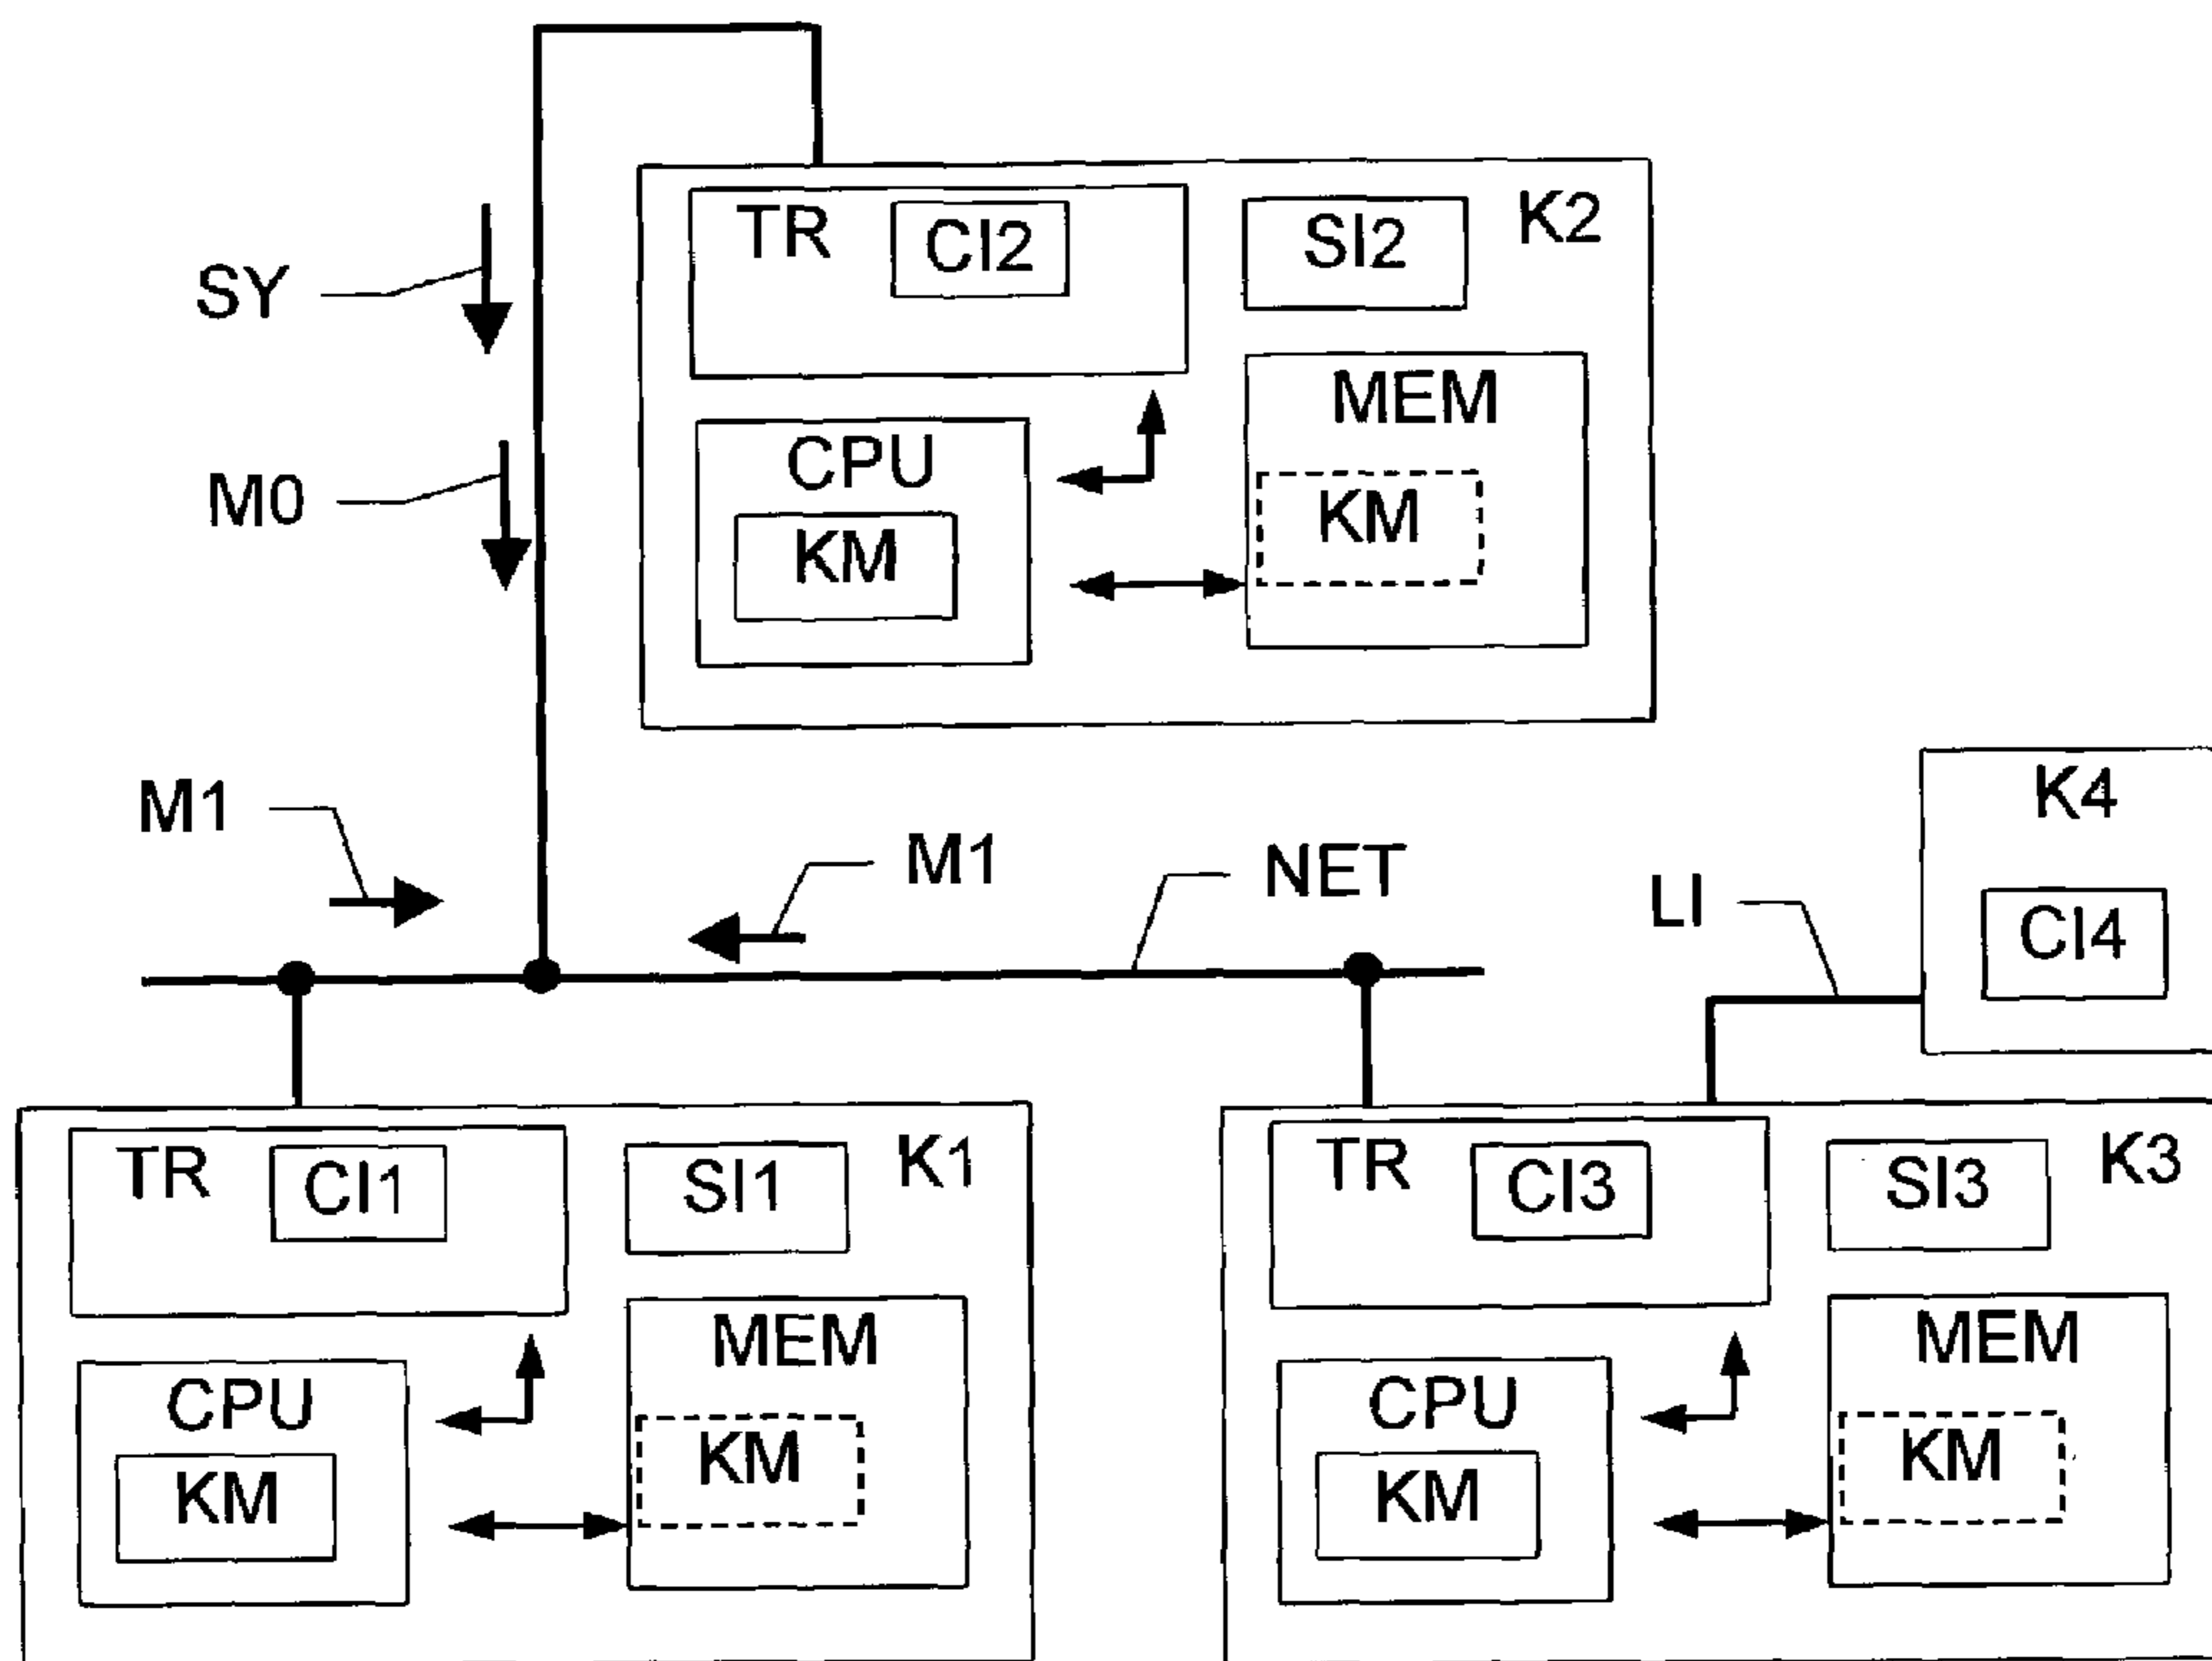 TR CI2 SI2 K2
SY
MEM
CPU
M0
KM
KM
K4
M1
M1
NET
LI
CI4
TR CI1 SI1 K1
MEM
CPU
KM
KM
TR CI3 SI3 K3
MEM
CPU
KM
KM